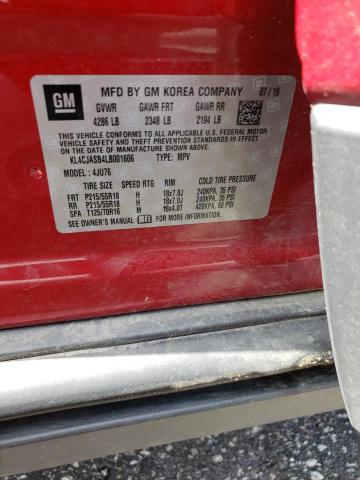 GM
MFD BY GM KOREA COMPANY 07/19
GVWR GAWR FRT GAWR RR
4286 LB 2348 LB 2194 LB
THIS VEHICLE CONFORMS TO ALL APPLICABLE U.S. FEDERAL MOTOR
VEHICLE SAFETY, BUMPER, AND THEFT PREVENTION STANDARDS IN
EFFECT ON THE DATE OF MANUFACTURE SHOWN ABOVE.
KL4CJASB4LB001606 TYPE: MPV
MODEL: 4JU76
TIRE SIZE SPEED RTG RIM COLD TIRE PRESSURE
FRT P215/55R18 H 18x7.0J 240KPA, 35 PSI
RR P215/55R18 H 18x7.0J 240KPA, 35 PSI
SPA T125/70R16 M 16x4.0T 420KPA, 60 PSI
SEE OWNER'S MANUAL